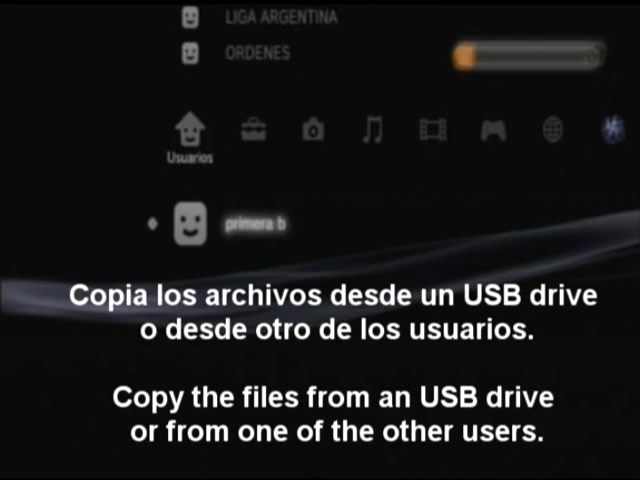 LIGA ARGENTINA
ORDENES
Usuarios
primera b
Copia los archivos desde un USB drive
o desde otro de los usuarios.
Copy the files from an USB drive
or from one of the other users.